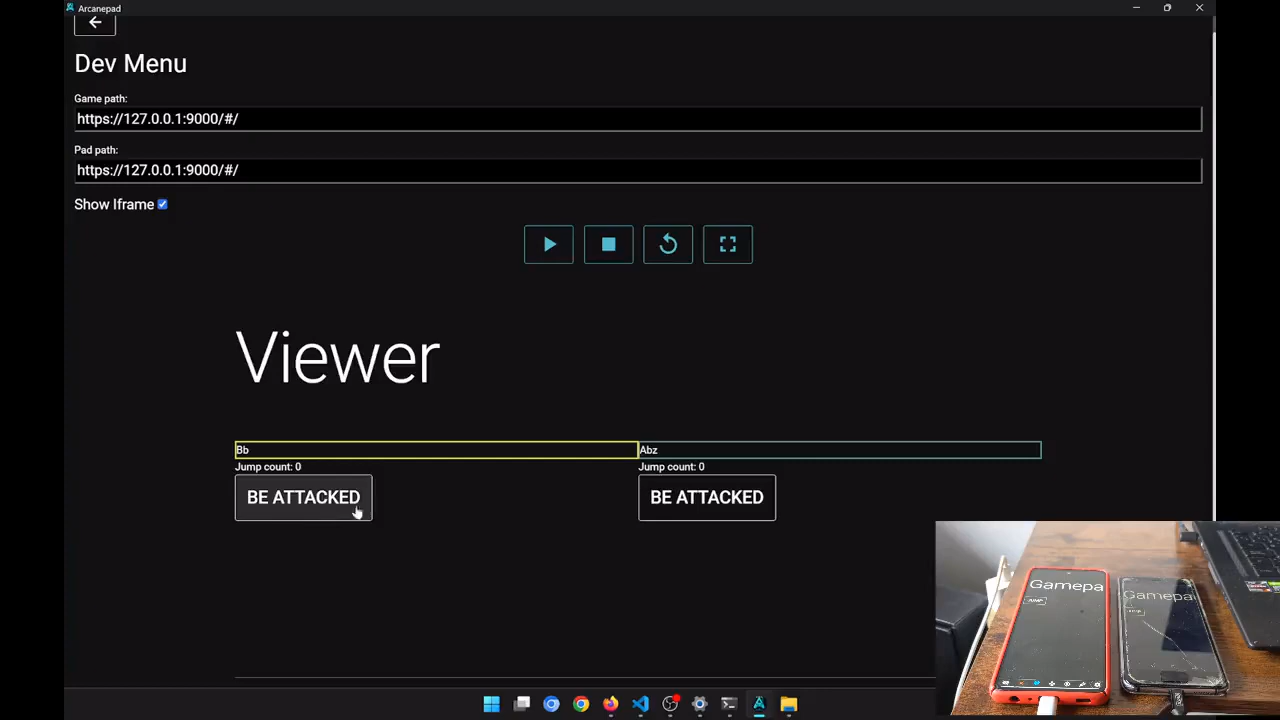 Arcanepad
Dev Menu
Game path:
https://127.0.0.1:9000/#/
Pad path:
https://127.0.0.1:9000/#/
Show Iframe
Viewer
Bb
Abz
Jump count: 0
Jump count: 0
BE ATTACKED
BE ATTACKED
Gamepa
JUMP
Gamepa